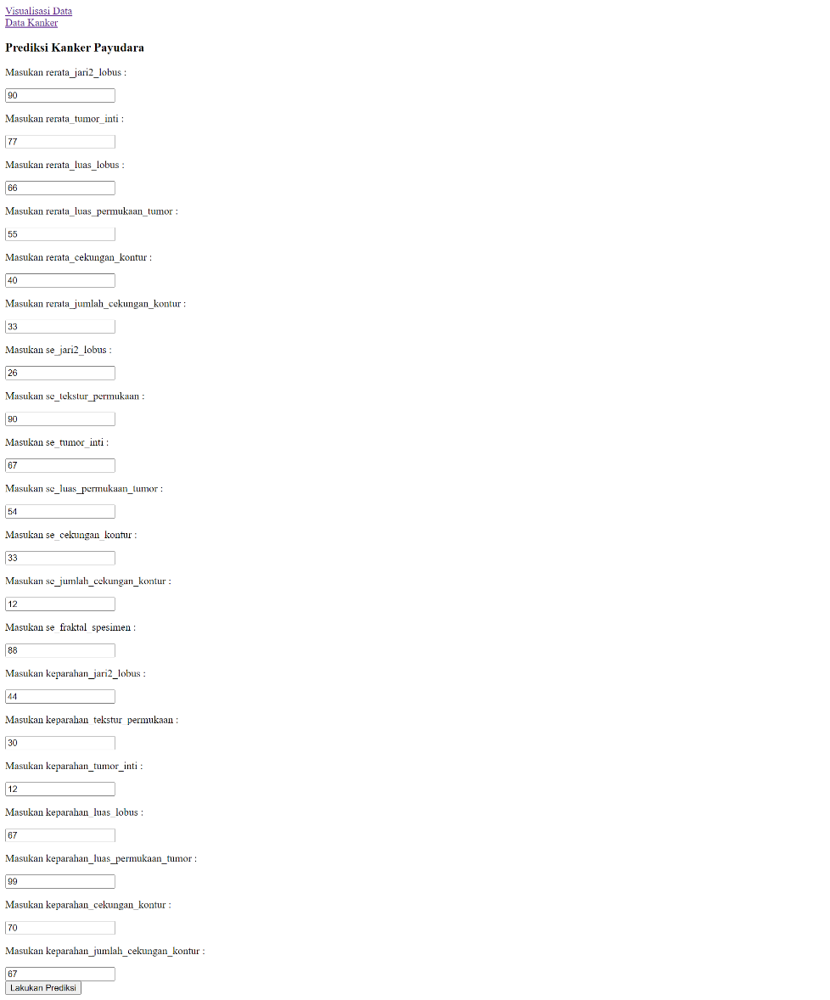 Visualisasi Data
Data Kanker
Prediksi Kanker Payudara
Masukan rerata_jari2_lobus :
90
Masukan rerata_tumor_inti :
77
Masukan rerata_luas_lobus :
66
Masukan rerata_luas_permukaan_tumor :
55
Masukan rerata_cekungan_kontur :
40
Masukan rerata_jumlah_cekungan_kontur :
33
Masukan se_jari2_lobus :
26
Masukan se_tekstur_permukaan :
90
Masukan se_tumor_inti :
67
Masukan se_luas_permukaan_tumor :
54
Masukan se_cekungan_kontur :
33
Masukan se_jumlah_cekungan_kontur :
12
Masukan se_fraktal_spesimen :
88
Masukan keparahan_jari2_lobus :
44
Masukan keparahan_tekstur_permukaan :
30
Masukan keparahan_tumor_inti :
12
Masukan keparahan_luas_lobus :
67
Masukan keparahan_luas_permukaan_tumor :
99
Masukan keparahan_cekungan_kontur :
70
Masukan keparahan_jumlah_cekungan_kontur :
67
Lakukan Prediksi